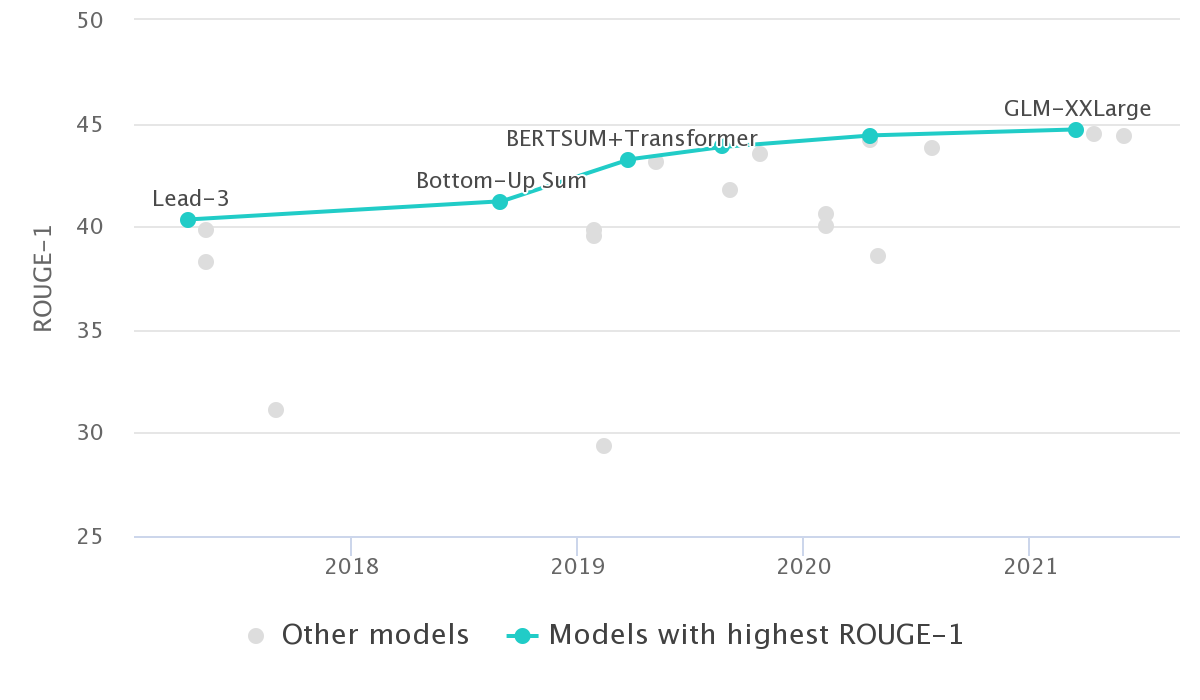 50
GLM-XXLarge
45
BERTSUM+Transformer
Bottom-Up Sum
Lead-3
40
ROUGE-1
35
30
25
2018 2019 2020 2021
Other models Models with highest ROUGE-1